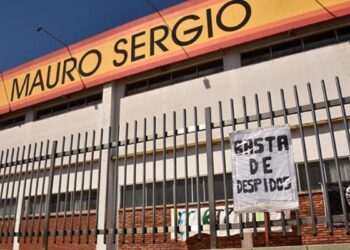 MAURO SERGIO
BASTA
DE
DESPIDOS